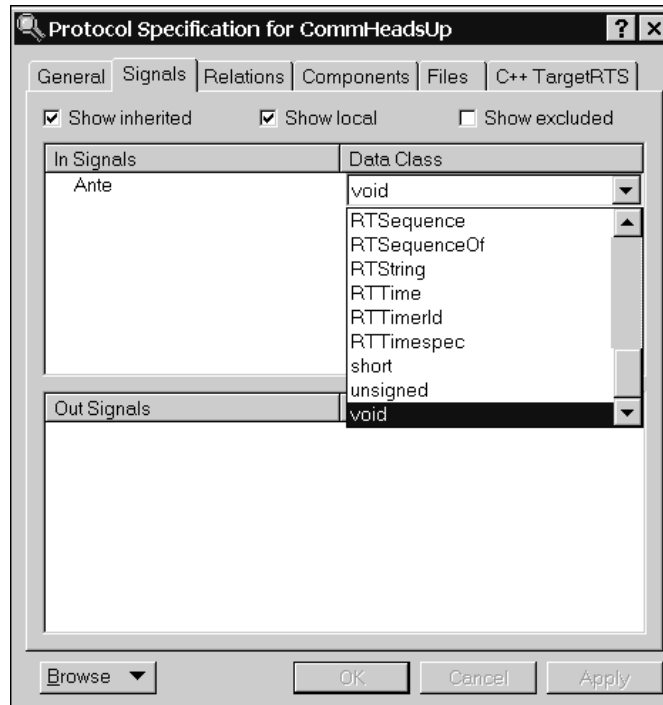 Protocol Specification for CommHeadsUp ? x
General Signals Relations Components Files C++ TargetRTS
Show inherited Show local Show excluded
In Signals Data Class
Ante void
RTSequence
RTSequenceOf
RTString
RTTime
RTTimerId
RTTimespec
short
unsigned
Out Signals void
Browse OK Cancel Apply